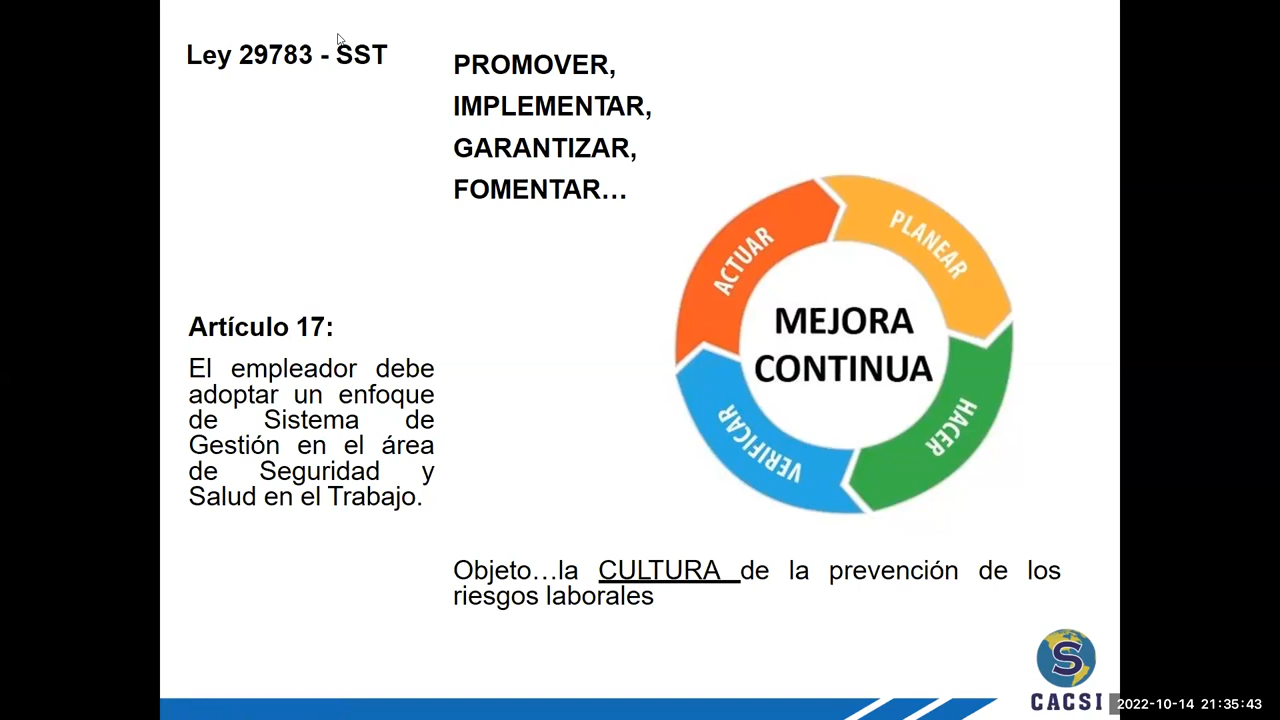 Ley 29783 - SST
PROMOVER,
IMPLEMENTAR,
GARANTIZAR,
FOMENTAR…
Artículo 17:
El empleador debe
adoptar un enfoque
de Sistema de
Gestión en el área
de Seguridad y
Salud en el Trabajo.
ACTUAR
PLANEAR
MEJORA
CONTINUA
VERIFICAR
HACER
Objeto…la CULTURA de la prevención de los
riesgos laborales
S
CACSI
2022-10-14 21:35:43